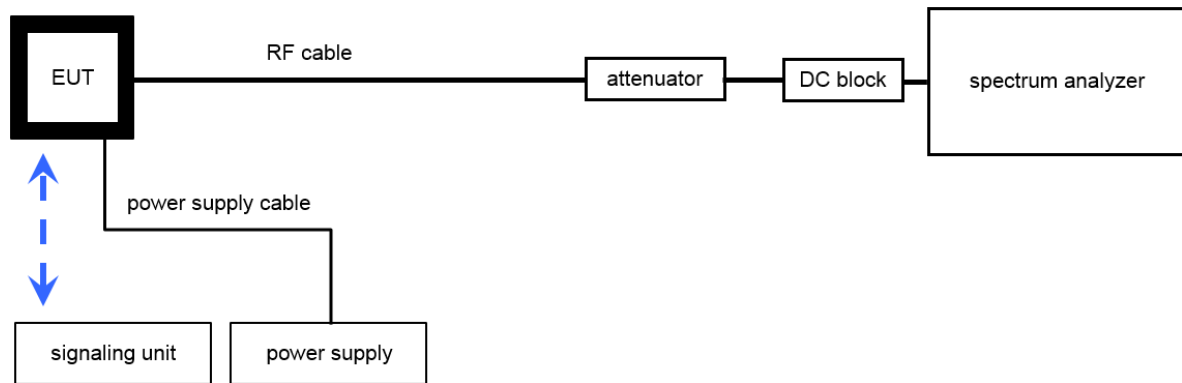 RF cable
EUT
attenuator
DC block
spectrum analyzer
power supply cable
signaling unit
power supply